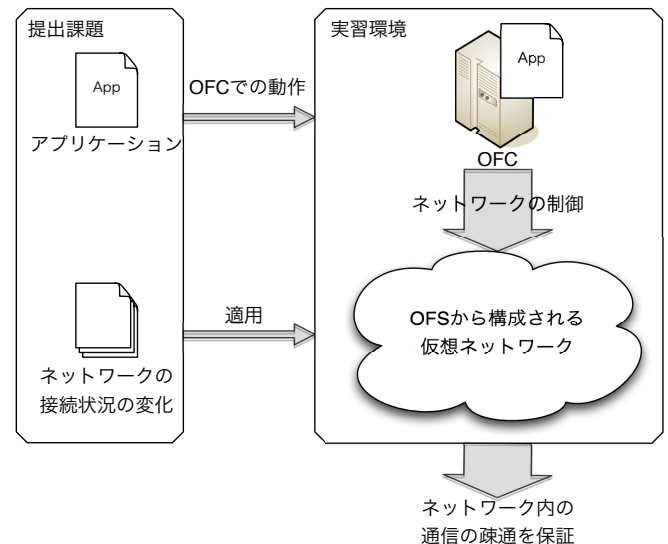 提出課題
App
アプリケーション
OFCでの動作
ネットワークの
接続状況の変化
適用
実習環境
App
OFC
ネットワークの制御
OFSから構成される
仮想ネットワーク
ネットワーク内の
通信の疎通を保証